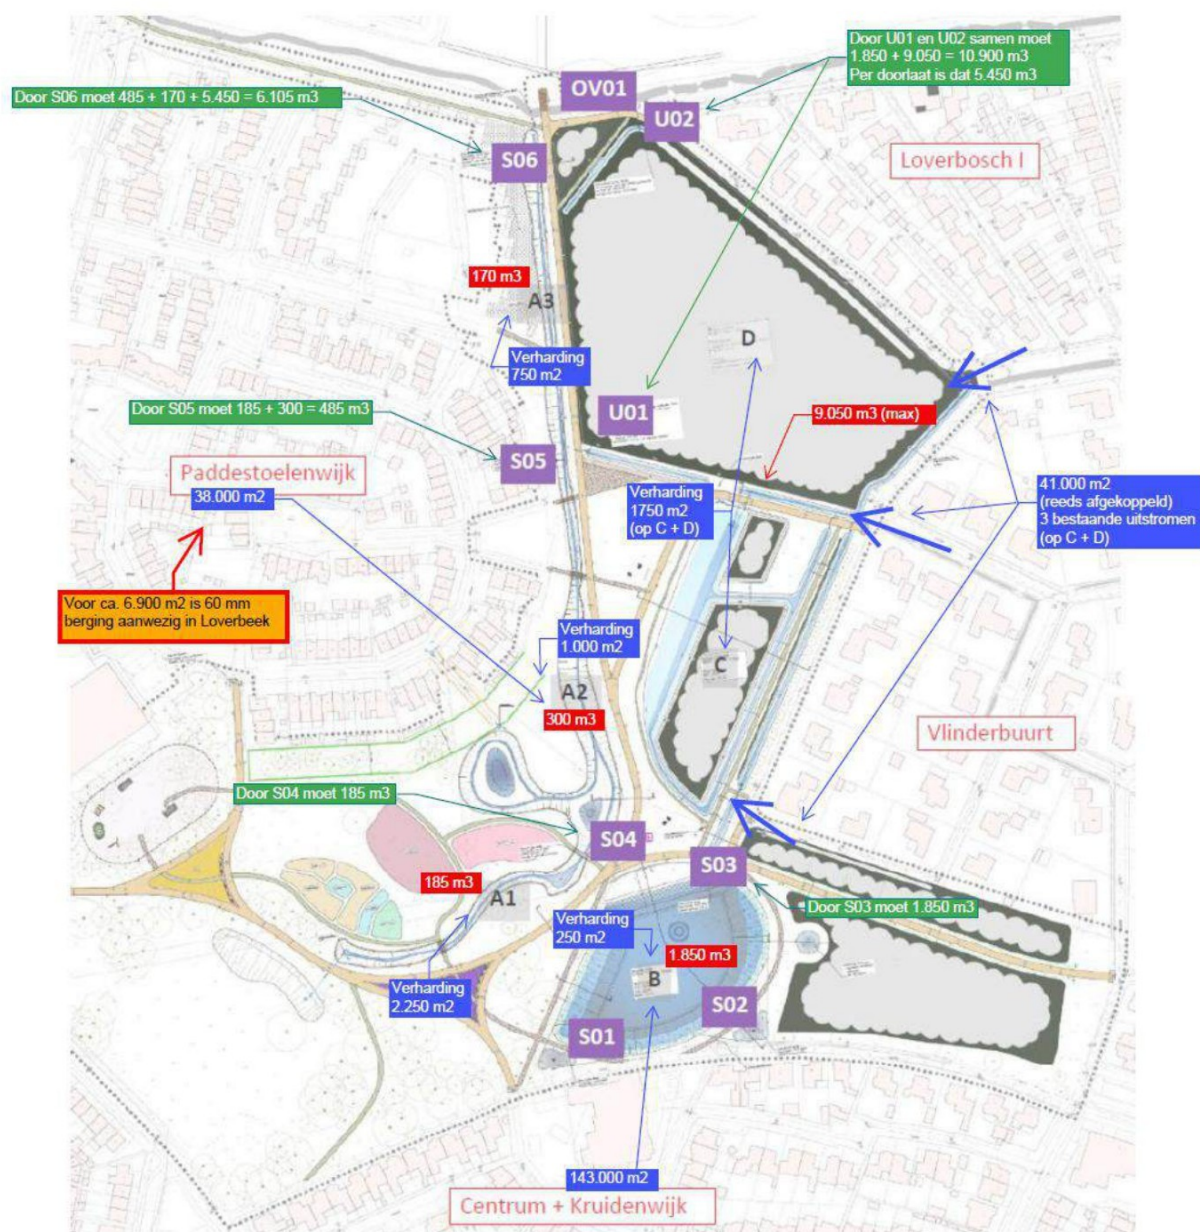 Door U01 en U02 samen moet
1.850 + 9.050 = 10.900 m3
Per doorlaat is dat 5.450 m3
Door S06 moet 485 + 170 + 5.450 = 6.105 m3
OV01
U02
S06
Loverbosch I
170 m3
A3
D
Verharding
750 m2
U01
9.050 m3 (max)
Door S05 moet 185 + 300 = 485 m3
S05
Paddestoelenwijk
38.000 m2
Verharding
1750 m2
(op C + D)
41.000 m2
(reeds afgekoppeld)
3 bestaande uitstromen
(op C + D)
Voor ca. 6.900 m2 is 60 mm
berging aanwezig in Loverbeek
Verharding
1.000 m2
C
A2
300 m3
Vlinderbuurt
Door S04 moet 185 m3
S04
S03
185 m3
A1
Door S03 moet 1.850 m3
Verharding
250 m2
1.850 m3
B
Verharding
2.250 m2
S02
S01
143.000 m2
Centrum + Kruidenwijk